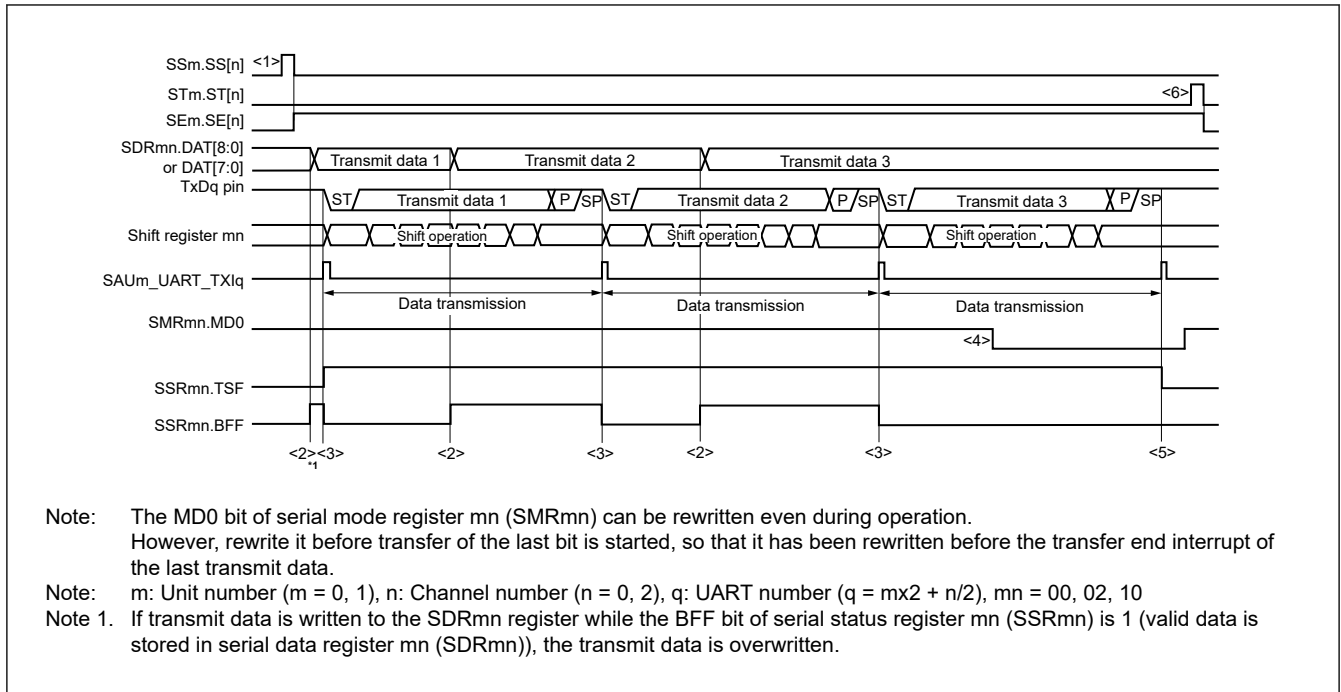 SSm.SS[n] <1>
STm.ST[n] <6>
SEm.SE[n]
SDRmn.DAT[8:0]
or DAT[7:0]
Transmit data 1 Transmit data 2 Transmit data 3
TxDq pin
ST Transmit data 1 P SP ST Transmit data 2 P SP ST Transmit data 3 P SP
Shift register mn Shift operation Shift operation Shift operation
SAUm_UART_TXIq
Data transmission Data transmission Data transmission
SMRmn.MD0
<4>
SSRmn.TSF
SSRmn.BFF
<2> <3> <2> <3> <2> <3> <5>
*1
Note: The MD0 bit of serial mode register mn (SMRmn) can be rewritten even during operation.
However, rewrite it before transfer of the last bit is started, so that it has been rewritten before the transfer end interrupt of
the last transmit data.
Note: m: Unit number (m = 0, 1), n: Channel number (n = 0, 2), q: UART number (q = mx2 + n/2), mn = 00, 02, 10
Note 1. If transmit data is written to the SDRmn register while the BFF bit of serial status register mn (SSRmn) is 1 (valid data is
stored in serial data register mn (SDRmn)), the transmit data is overwritten.